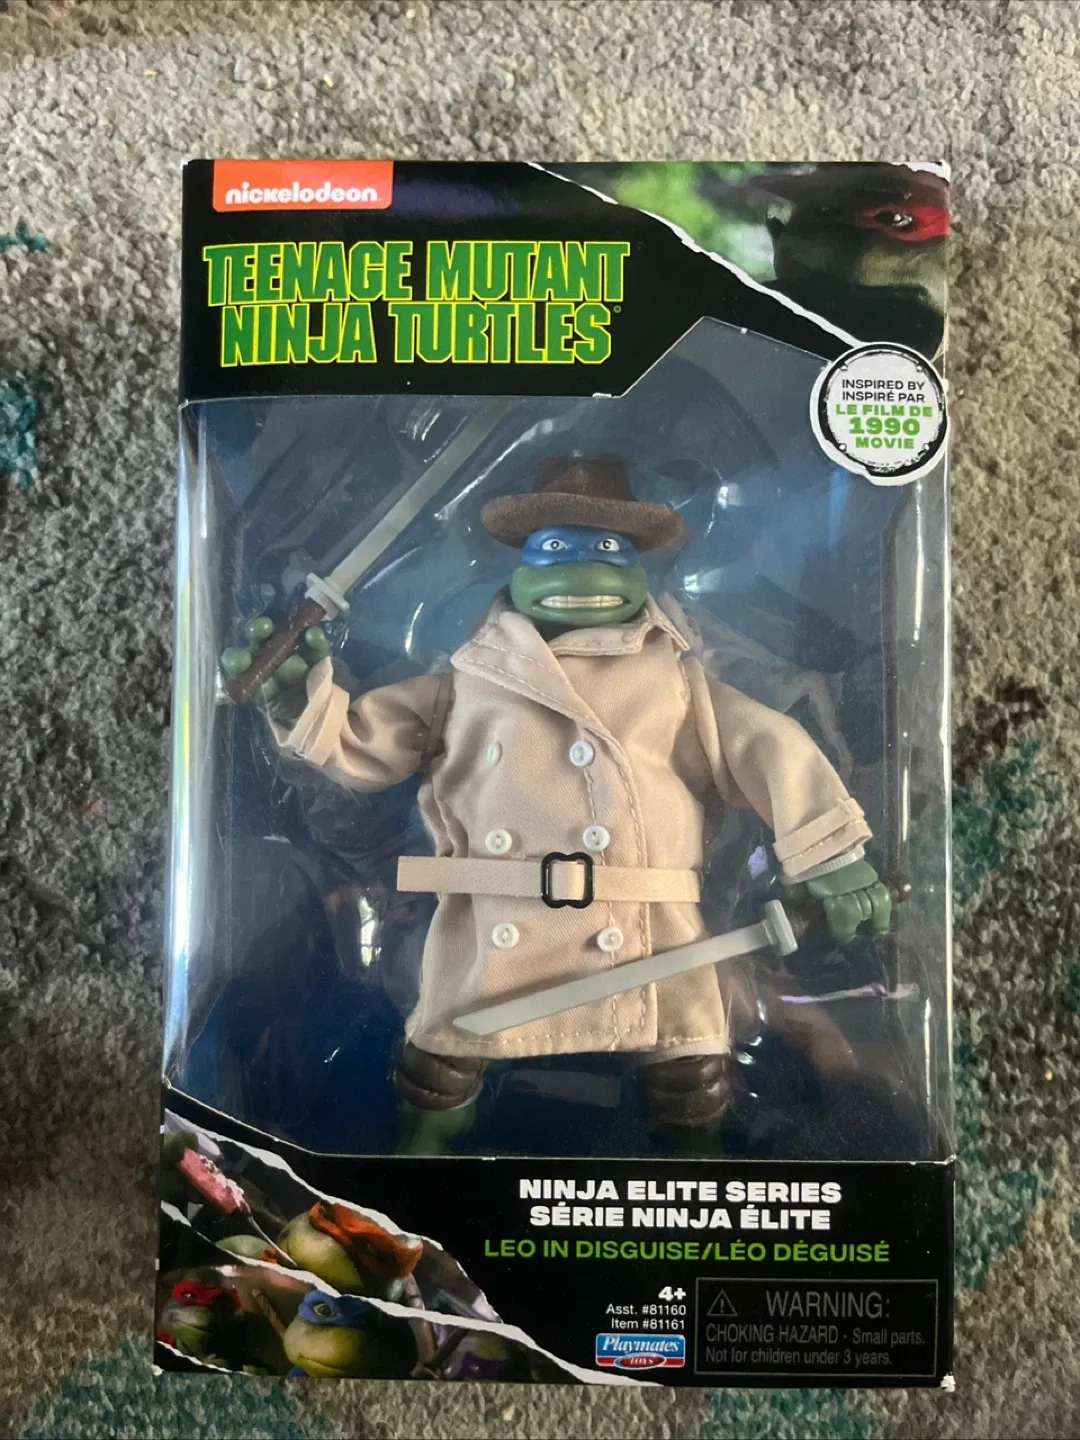 nickelodeon
TEENAGE MUTANT
NINJA TURTLES©
INSPIRED BY
INSPIRÉ PAR
LE FILM DE
1990
MOVIE
NINJA ELITE SERIES
SÉRIE NINJA ÉLITE
LEO IN DISGUISE/LÉO DÉGUISÉ
4+
Asst. #81160
Item #81161
Playmates
TOYS
WARNING:
CHOKING HAZARD - Small parts.
Not for children under 3 years.